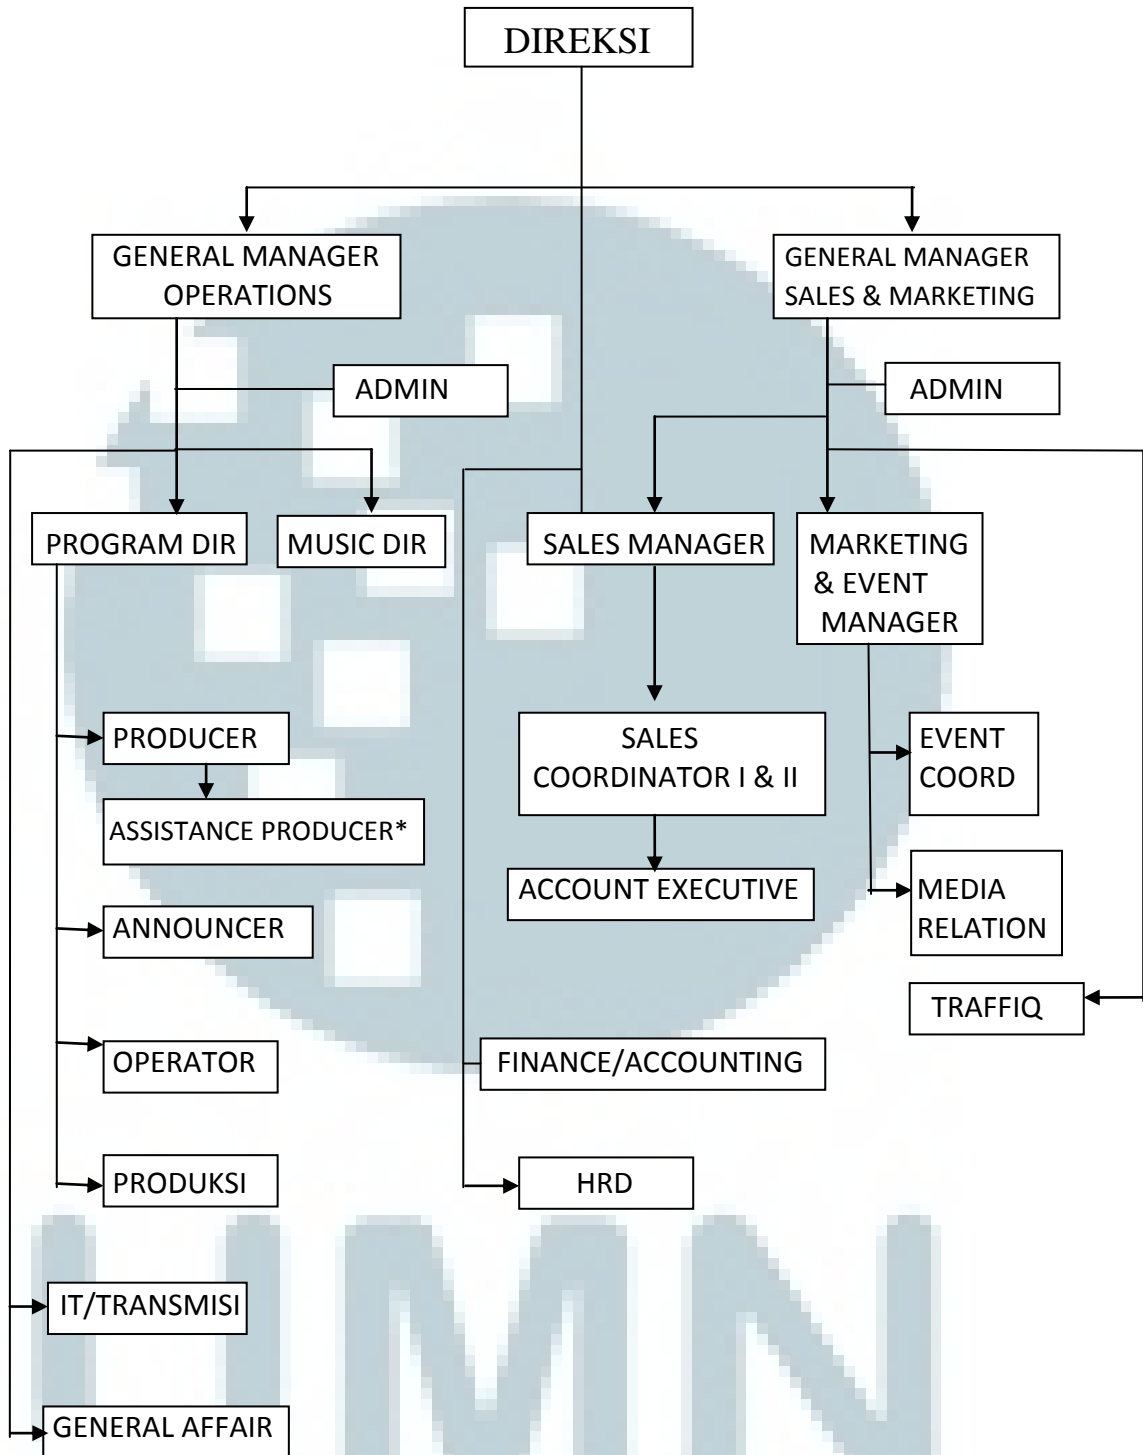 DIREKSI
GENERAL MANAGER
OPERATIONS
GENERAL MANAGER
SALES & MARKETING
ADMIN
ADMIN
PROGRAM DIR
MUSIC DIR
SALES MANAGER
MARKETING
& EVENT
MANAGER
PRODUCER
ASSISTANCE PRODUCER*
SALES
COORDINATOR I & II
EVENT
COORD
ACCOUNT EXECUTIVE
MEDIA
RELATION
ANNOUNCER
TRAFFIQ
OPERATOR
FINANCE/ACCOUNTING
PRODUKSI
HRD
IT/TRANSMISI
GENERAL AFFAIR
UMN